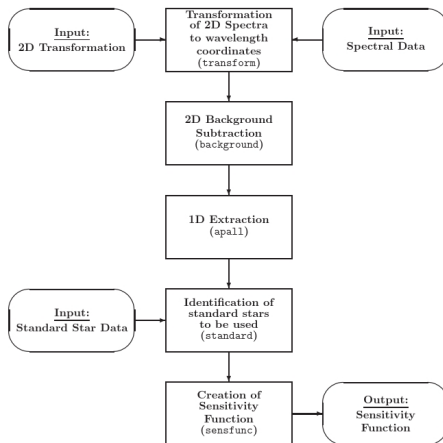 Transformation
of 2D Spectra
to wavelength
coordinates
(transform)
Input:
2D Transformation
Input:
Spectral Data
2D Background
Subtraction
(background)
1D Extraction
(apall)
Input:
Standard Star Data
Identification of
standard stars
to be used
(standard)
Creation of
Sensitivity
Function
(sensfunc)
Output:
Sensitivity
Function